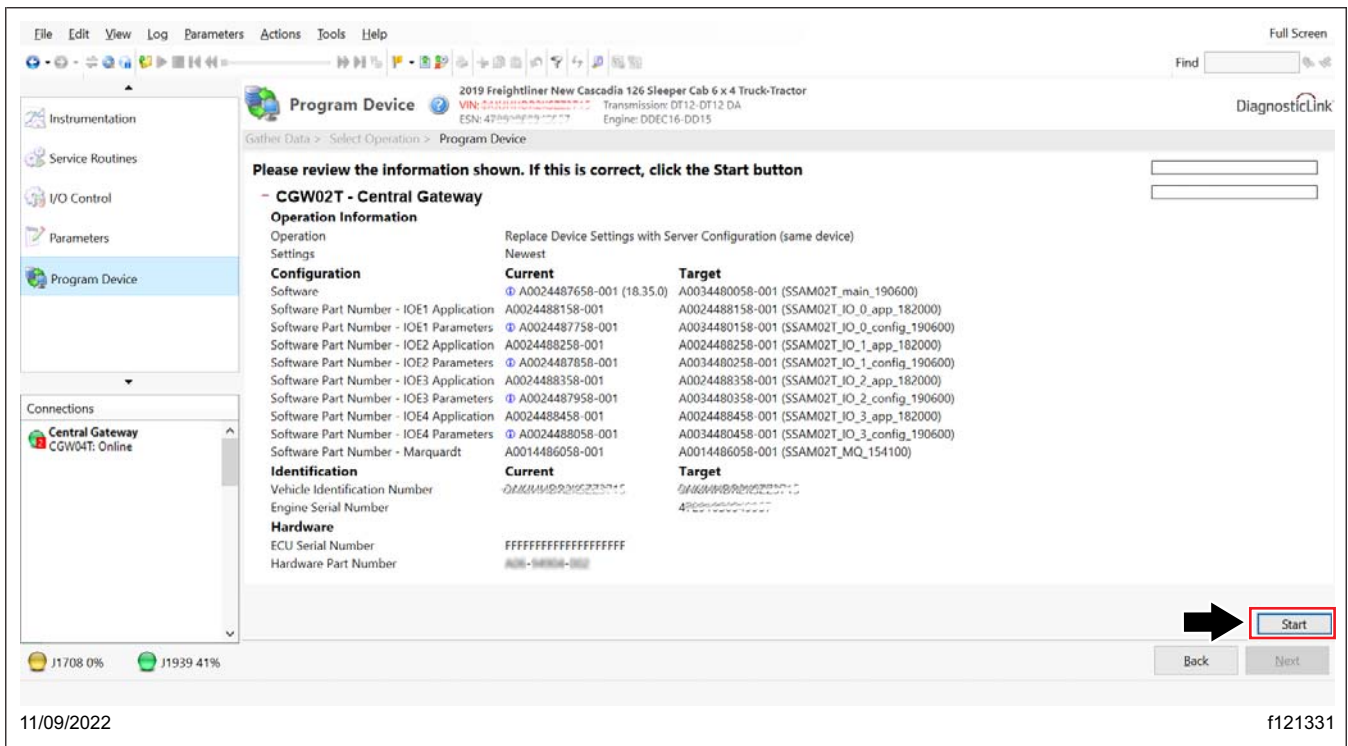 File Edit View Log Parameters Actions Tools Help Full Screen
Find
Instrumentation
Service Routines
I/O Control
Parameters
Program Device
Connections
Central Gateway
CGW04T: Online
Program Device
2019 Freightliner New Cascadia 126 Sleeper Cab 6 x 4 Truck-Tractor
VIN: Transmission: DT12-DT12 DA
ESN: Engine: DDEC16-DD15
DiagnosticLink
Gather Data > Select Operation > Program Device
Please review the information shown. If this is correct, click the Start button
- CGW02T - Central Gateway
Operation Information
Operation Replace Device Settings with Server Configuration (same device)
Settings Newest
Configuration Current Target
Software A0024487658-001 (18.35.0) A0034480058-001 (SSAM02T_main_190600)
Software Part Number - IOE1 Application A0024488158-001 A0024488158-001 (SSAM02T_IO_0_app_182000)
Software Part Number - IOE1 Parameters A0024487758-001 A0034480158-001 (SSAM02T_IO_0_config_190600)
Software Part Number - IOE2 Application A0024488258-001 A0024488258-001 (SSAM02T_IO_1_app_182000)
Software Part Number - IOE2 Parameters A0024487858-001 A0034480258-001 (SSAM02T_IO_1_config_190600)
Software Part Number - IOE3 Application A0024488358-001 A0024488358-001 (SSAM02T_IO_2_app_182000)
Software Part Number - IOE3 Parameters A0024487958-001 A0034480358-001 (SSAM02T_IO_2_config_190600)
Software Part Number - IOE4 Application A0024488458-001 A0024488458-001 (SSAM02T_IO_3_app_182000)
Software Part Number - IOE4 Parameters A0024488058-001 A0034480458-001 (SSAM02T_IO_3_config_190600)
Software Part Number - Marquardt A0014486058-001 A0014486058-001 (SSAM02T_MQ_154100)
Identification Current Target
Vehicle Identification Number
Engine Serial Number
Hardware
ECU Serial Number FFFFFFFFFFFFFFFFFFFF
Hardware Part Number
Start
J1708 0% J1939 41%
Back Next
11/09/2022 f121331